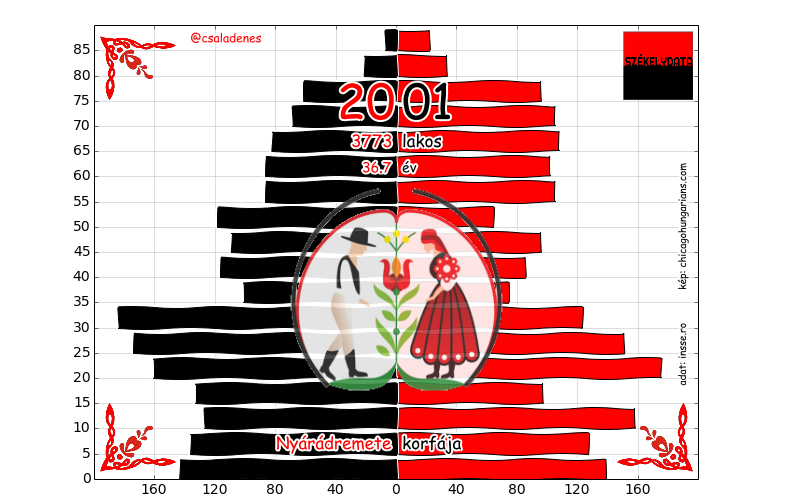 @csaladenes
SZÉKELYDATA
2001
3773 lakos
36.7 év
kép: chicagohungarians.com
adat: insse.ro
Nyárádremete korfája
85
80
75
70
65
60
55
50
45
40
35
30
25
20
15
10
5
0
160 120 80 40 0 40 80 120 160